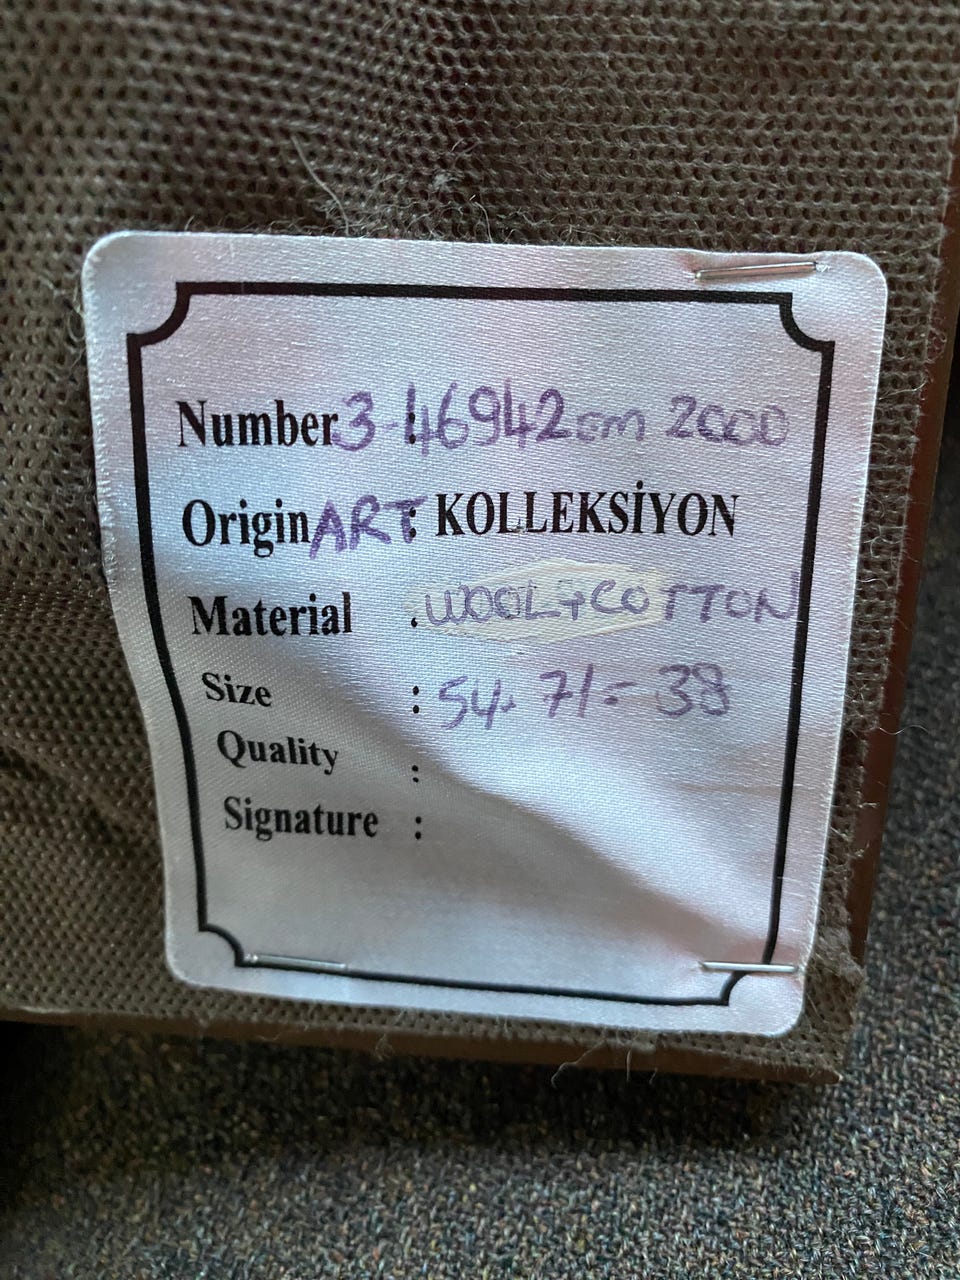 Number 3-46942 cm 2000
Origin ART : KOLLEKSİYON
Material : WOOL+COTTON
Size : 54. 71= 38
Quality :
Signature :